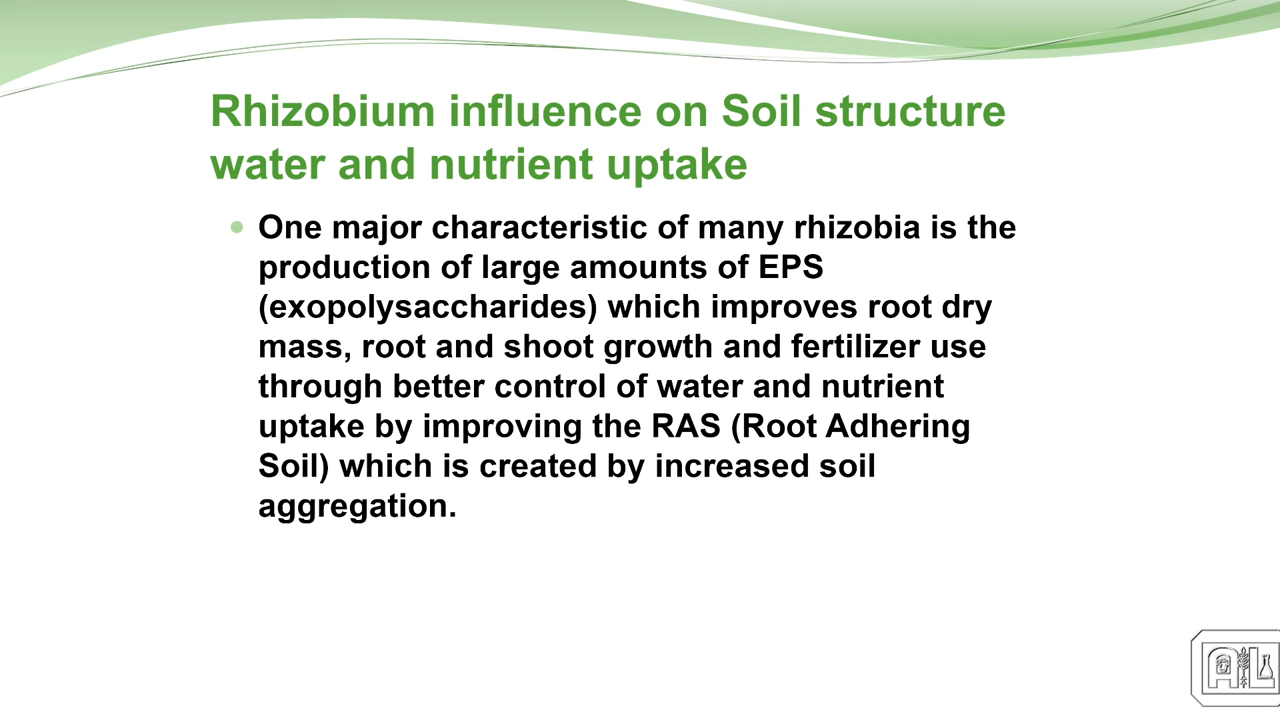 Rhizobium influence on Soil structure
water and nutrient uptake
One major characteristic of many rhizobia is the
production of large amounts of EPS
(exopolysaccharides) which improves root dry
mass, root and shoot growth and fertilizer use
through better control of water and nutrient
uptake by improving the RAS (Root Adhering
Soil) which is created by increased soil
aggregation.
AL